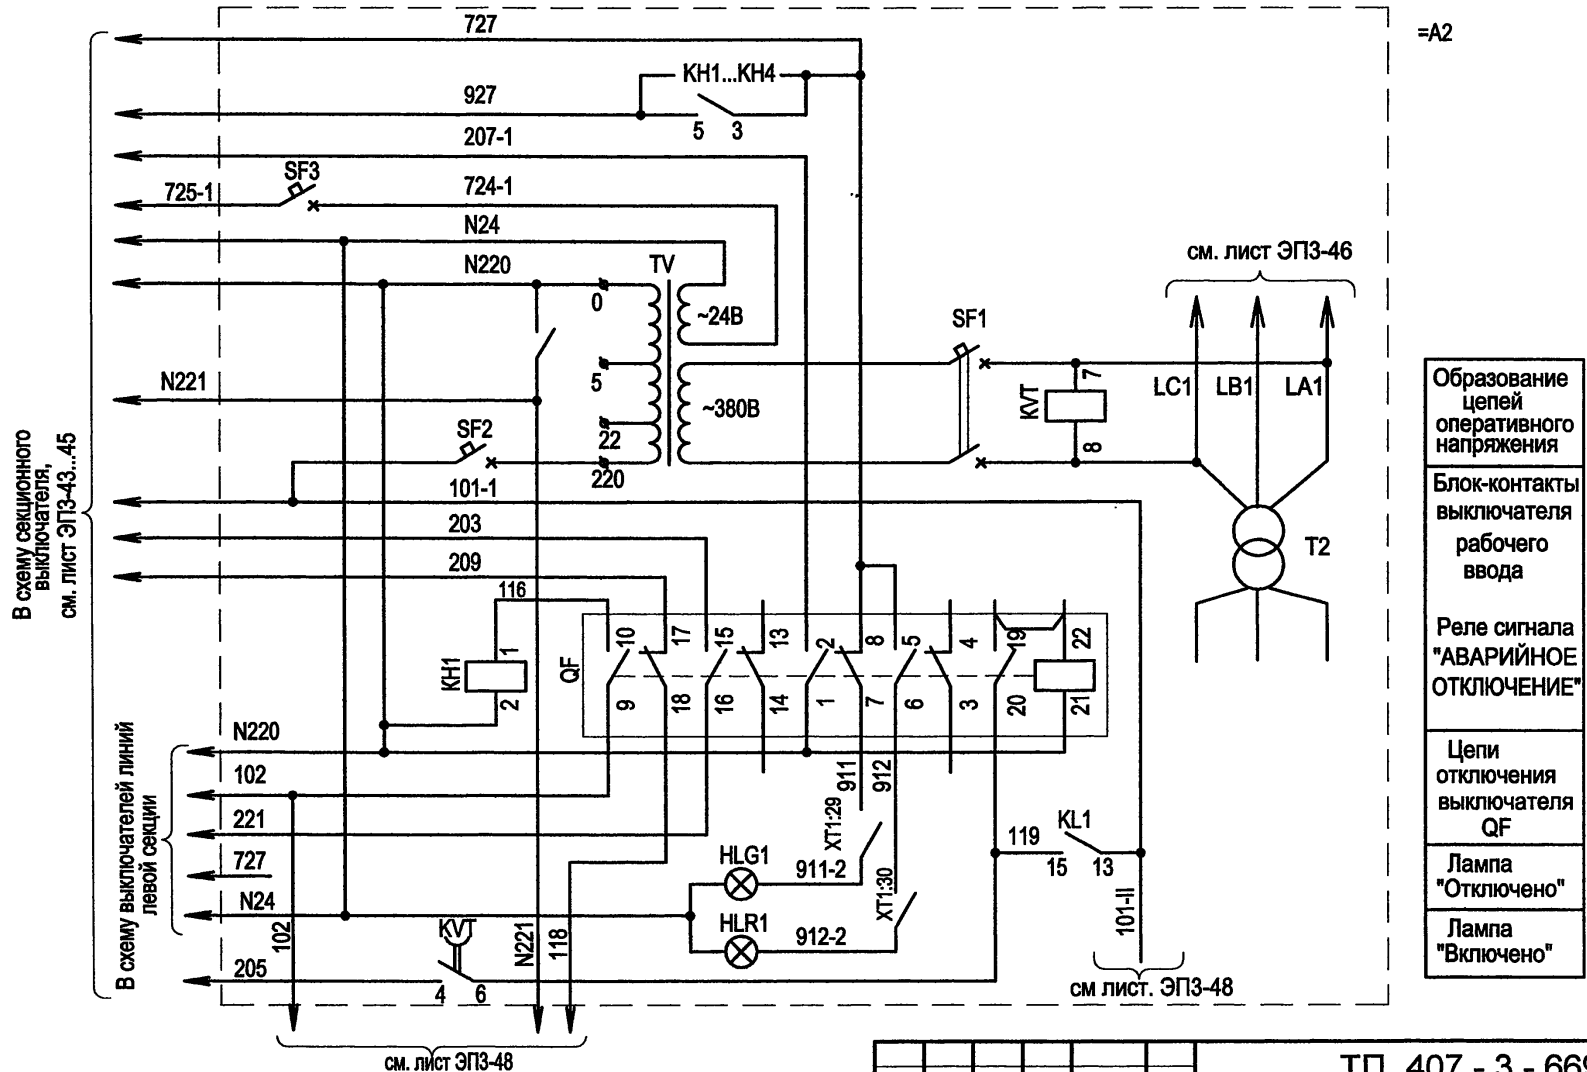 727
=A2
KH1...KH4
927
5 3
207-1
SF3
725-1
724-1
N24
см. лист ЭП3-46
N220
TV
0
~24В
SF1
N221
5
7
KVT
8
LC1 LB1 LA1
~380В
SF2
22
220
101-1
203
209
T2
В схему секционного
выключателя,
см. лист ЭП3-43...45
116
KH1
1
2
QF
10 17 15 13 2 8 5 4 19 22
9 18 16 14 1 7 6 3 20 21
N220
911 912
102
221
XT1:29
119
KL1
15 13
727
HLG1
911-2
XT1:30
N24
102
KVT
N221
118
HLR1
912-2
101-II
205
4 6
В схему выключателей линий
левой секции
см лист. ЭП3-48
см. лист ЭП3-48
Образование
цепей
оперативного
напряжения
Блок-контакты
выключателя
рабочего
ввода
Реле сигнала
"АВАРИЙНОЕ
ОТКЛЮЧЕНИЕ"
Цепи
отключения
выключателя
QF
Лампа
"Отключено"
Лампа
"Включено"
ТП 407 - 3 - 669